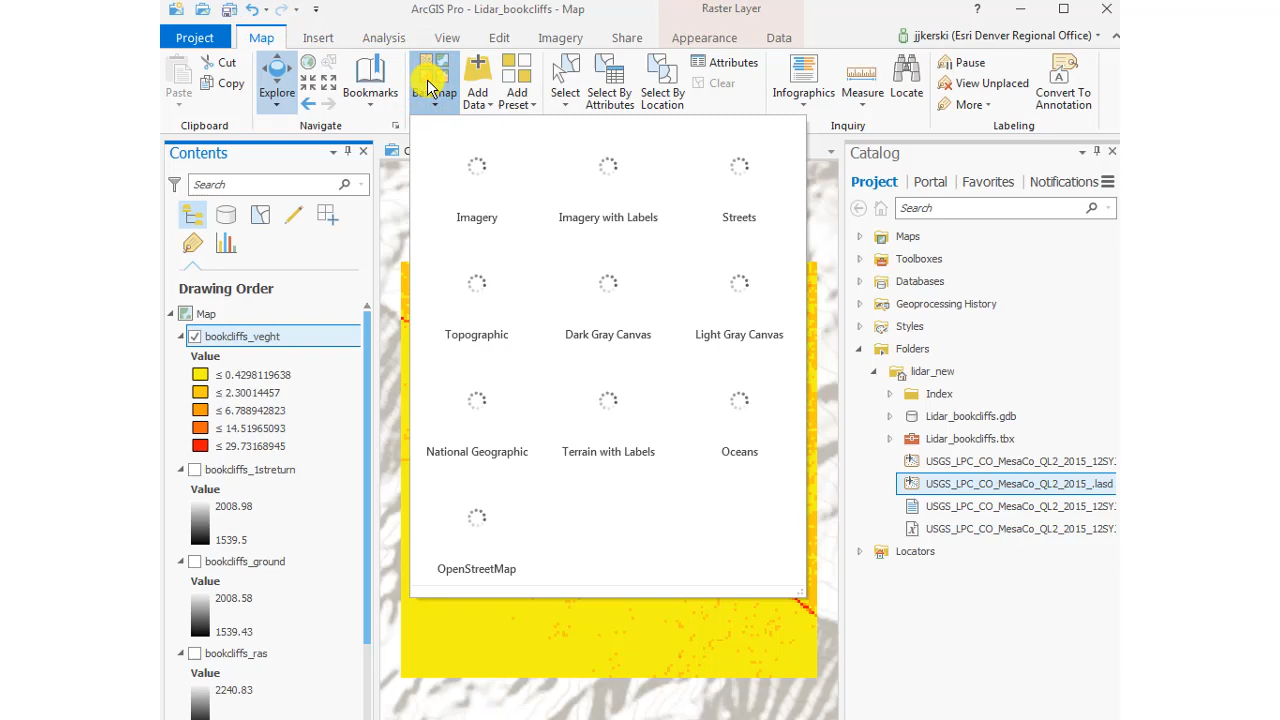 ArcGIS Pro - Lidar_bookcliffs - Map
Raster Layer
?
Project
Map
Insert
Analysis
View
Edit
Imagery
Share
Appearance
Data
jjkerski (Esri Denver Regional Office)
Paste
Cut
Copy
Clipboard
Explore
Bookmarks
Navigate
Basemap
Add Data
Add Preset
Select
Select By Attributes
Select By Location
Attributes
Clear
Infographics
Measure
Locate
Inquiry
Pause
View Unplaced
More
Convert To Annotation
Labeling
Contents
Search
Drawing Order
Map
bookcliffs_veght
Value
≤ 0.4298119638
≤ 2.30014457
≤ 6.788942823
≤ 14.51965093
≤ 29.73168945
bookcliffs_1streturn
Value
2008.98
1539.5
bookcliffs_ground
Value
2008.58
1539.43
bookcliffs_ras
Value
2240.83
Imagery
Imagery with Labels
Streets
Topographic
Dark Gray Canvas
Light Gray Canvas
National Geographic
Terrain with Labels
Oceans
OpenStreetMap
Catalog
Project
Portal
Favorites
Notifications
Search
Maps
Toolboxes
Databases
Geoprocessing History
Styles
Folders
lidar_new
Index
Lidar_bookcliffs.gdb
Lidar_bookcliffs.tbx
USGS_LPC_CO_MesaCo_QL2_2015_12SYJ
USGS_LPC_CO_MesaCo_QL2_2015_.lasd
USGS_LPC_CO_MesaCo_QL2_2015_12SYJ
USGS_LPC_CO_MesaCo_QL2_2015_12SYJ
Locators